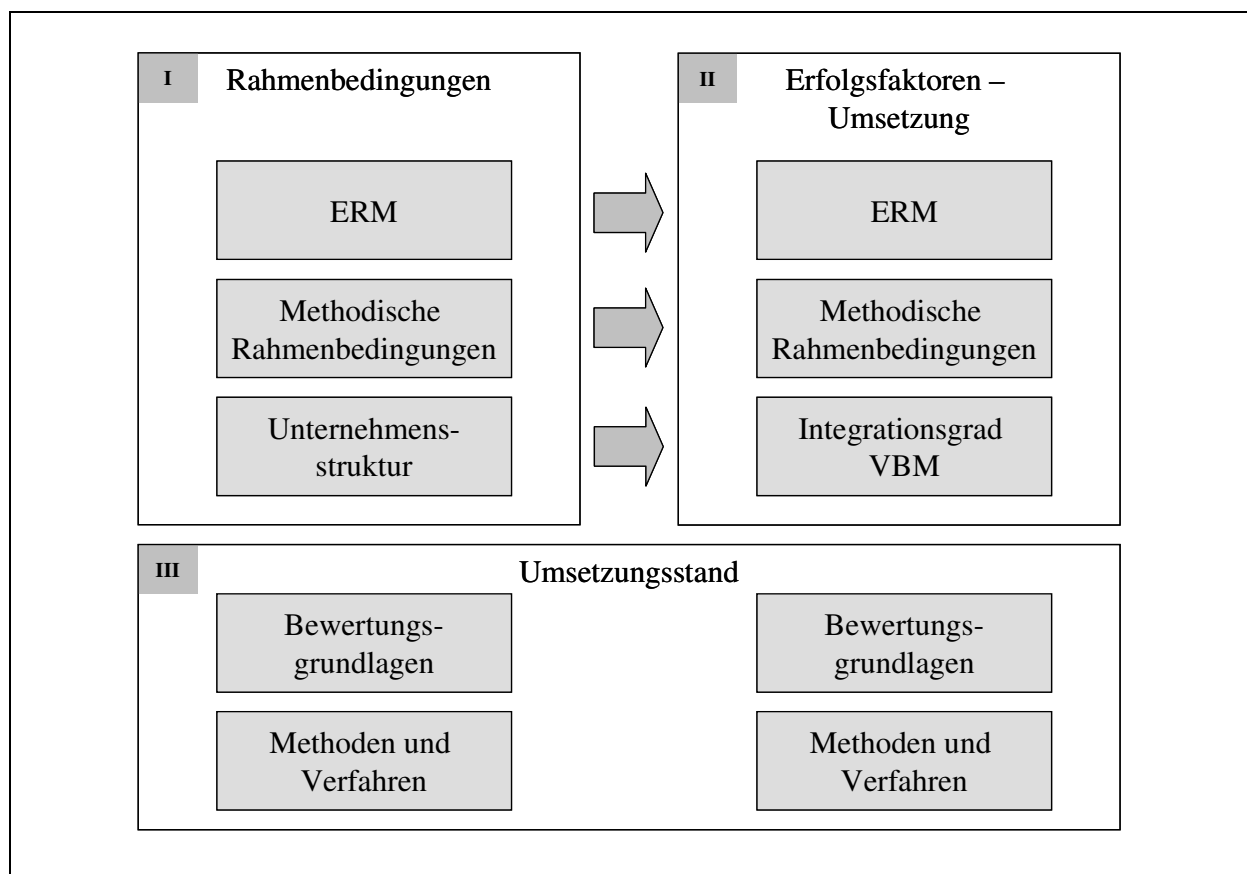 I
Rahmenbedingungen
ERM
Methodische
Rahmenbedingungen
Unternehmens-
struktur
II
Erfolgsfaktoren –
Umsetzung
ERM
Methodische
Rahmenbedingungen
Integrationsgrad
VBM
III
Umsetzungsstand
Bewertungs-
grundlagen
Methoden und
Verfahren
Bewertungs-
grundlagen
Methoden und
Verfahren